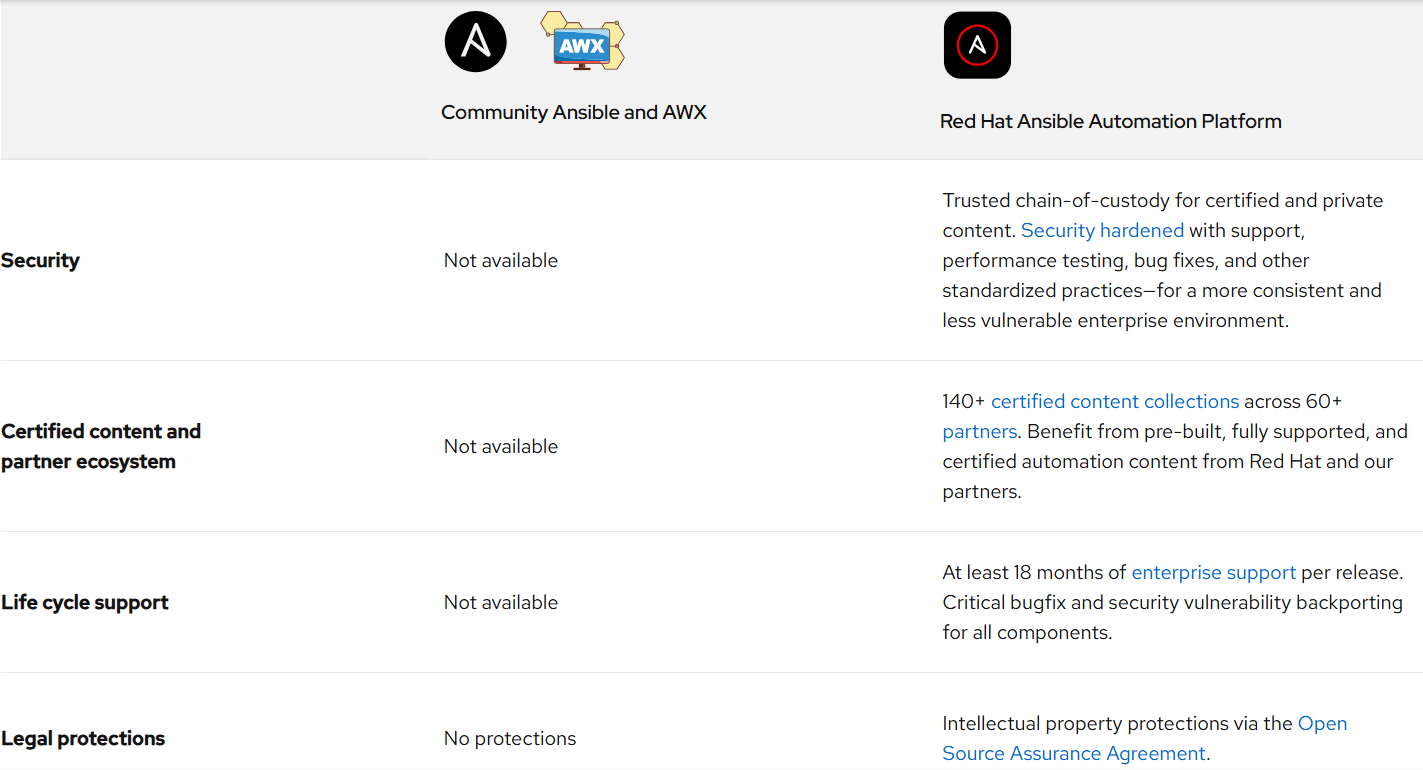 AWX
Community Ansible and AWX
Red Hat Ansible Automation Platform
Security
Not available
Trusted chain-of-custody for certified and private
content. Security hardened with support,
performance testing, bug fixes, and other
standardized practices—for a more consistent and
less vulnerable enterprise environment.
Certified content and
partner ecosystem
Not available
140+ certified content collections across 60+
partners. Benefit from pre-built, fully supported, and
certified automation content from Red Hat and our
partners.
Life cycle support
Not available
At least 18 months of enterprise support per release.
Critical bugfix and security vulnerability backporting
for all components.
Legal protections
No protections
Intellectual property protections via the Open
Source Assurance Agreement.